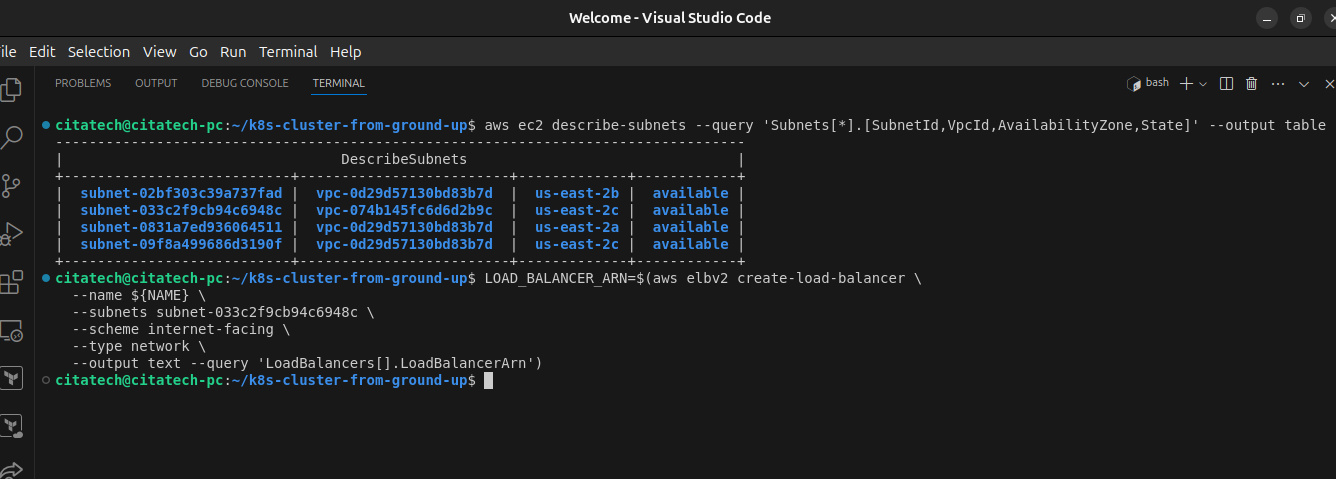 Welcome - Visual Studio Code
ile Edit Selection View Go Run Terminal Help
PROBLEMS OUTPUT DEBUG CONSOLE TERMINAL bash
citatech@citatech-pc:~/k8s-cluster-from-ground-up$ aws ec2 describe-subnets --query 'Subnets[*].[SubnetId,VpcId,AvailabilityZone,State]' --output table
----------------------------------------------------------------------------------
|                                 DescribeSubnets                                |
+----------------------------+-------------------------+-------------+------------+
|  subnet-02bf303c39a737fad |  vpc-0d29d57130bd83b7d  |  us-east-2b |  available |
|  subnet-033c2f9cb94c6948c |  vpc-074b145fc6d6d2b9c  |  us-east-2c |  available |
|  subnet-0831a7ed936064511 |  vpc-0d29d57130bd83b7d  |  us-east-2a |  available |
|  subnet-09f8a499686d3190f |  vpc-0d29d57130bd83b7d  |  us-east-2c |  available |
+----------------------------+-------------------------+-------------+------------+
citatech@citatech-pc:~/k8s-cluster-from-ground-up$ LOAD_BALANCER_ARN=$(aws elbv2 create-load-balancer \
  --name ${NAME} \
  --subnets subnet-033c2f9cb94c6948c \
  --scheme internet-facing \
  --type network \
  --output text --query 'LoadBalancers[].LoadBalancerArn')
citatech@citatech-pc:~/k8s-cluster-from-ground-up$